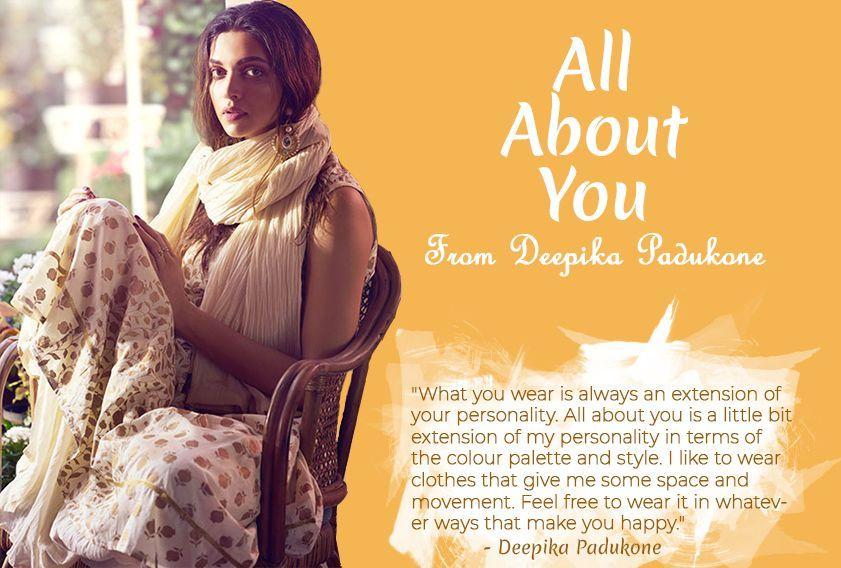 All
About
You
From Deepika Padukone
"What you wear is always an extension of
your personality. All about you is a little bit
extension of my personality in terms of
the colour palette and style. I like to wear
clothes that give me some space and
movement. Feel free to wear it in whatev-
er ways that make you happy."
- Deepika Padukone